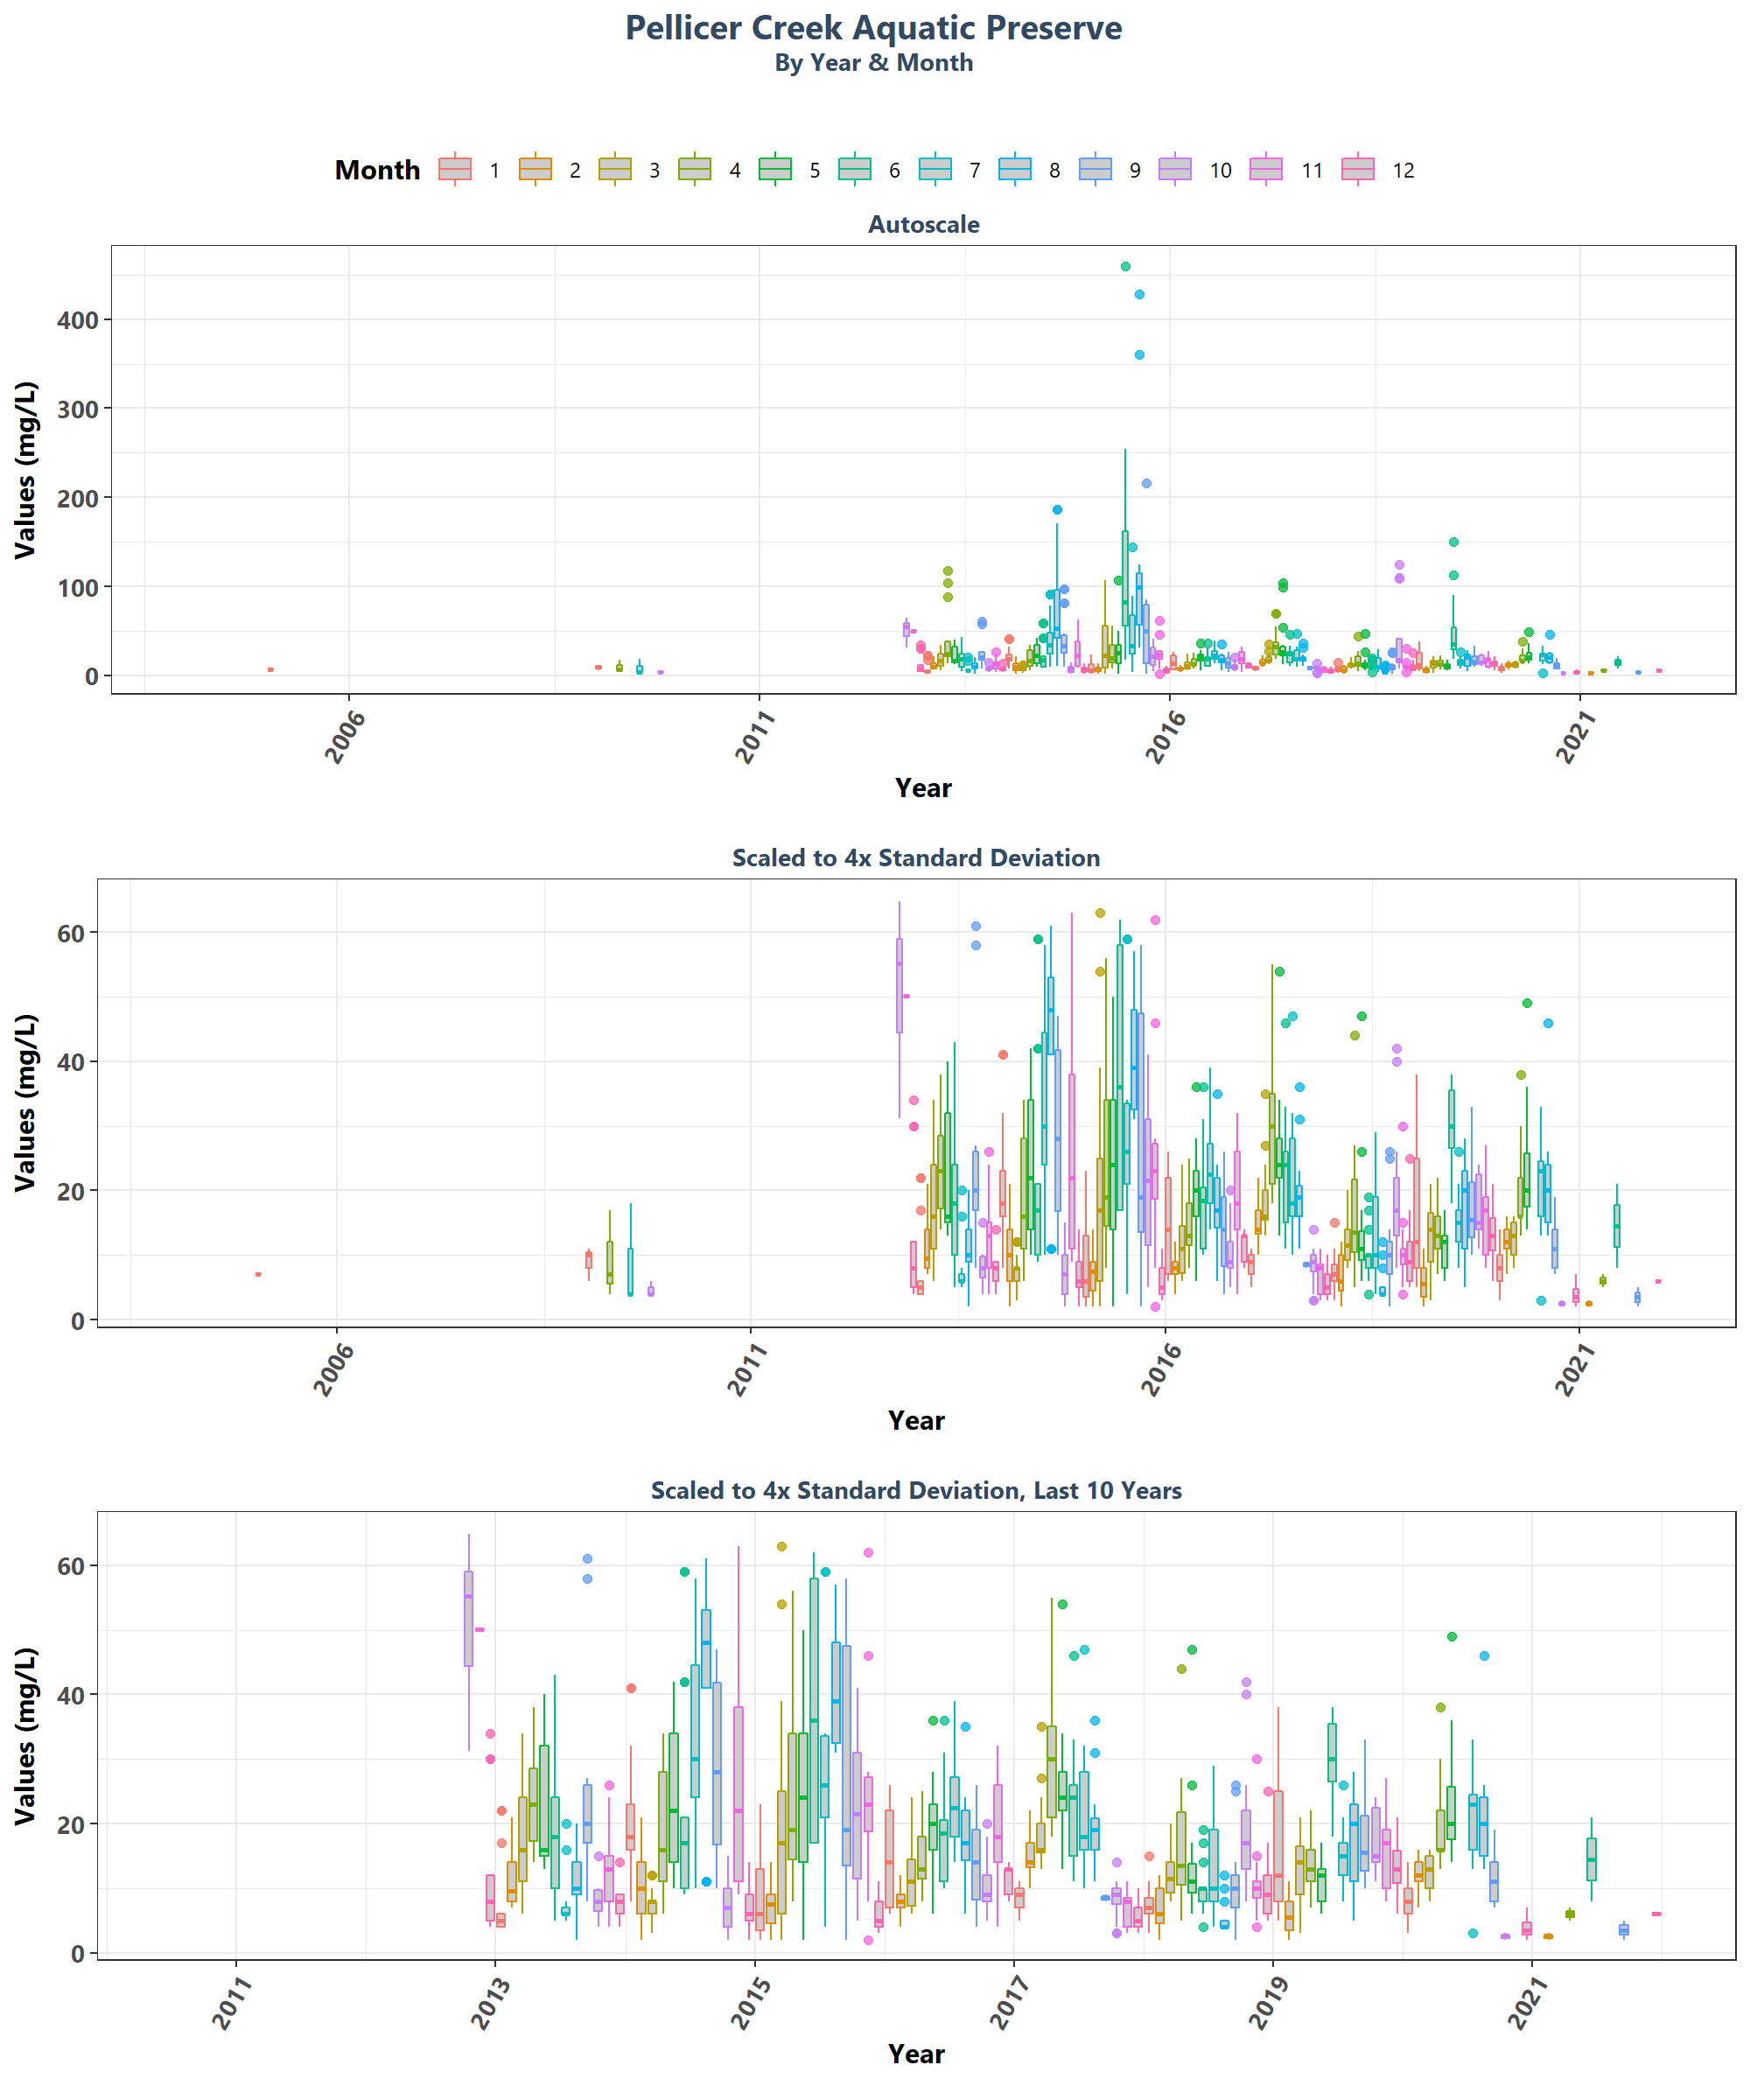 Pellicer Creek Aquatic Preserve
By Year & Month
Month 1 2 3 4 5 6 7 8 9 10 11 12
Autoscale
Values (mg/L)
400
300
200
100
0
2006 2011 2016 2021
Year
Scaled to 4x Standard Deviation
Values (mg/L)
60
40
20
0
2006 2011 2016 2021
Year
Scaled to 4x Standard Deviation, Last 10 Years
Values (mg/L)
60
40
20
0
2011 2013 2015 2017 2019 2021
Year